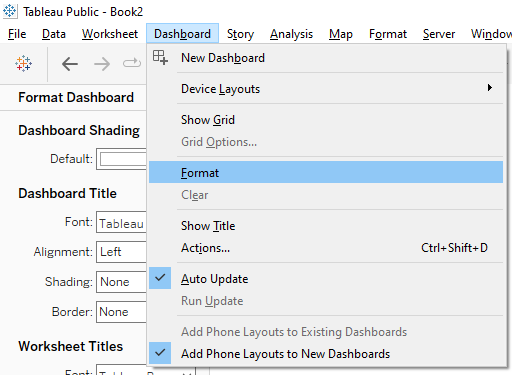 Tableau Public - Book2
File Data Worksheet Dashboard Story Analysis Map Format Server Window
New Dashboard
Format Dashboard
Device Layouts
Dashboard Shading
Show Grid
Default:
Grid Options...
Format
Dashboard Title
Clear
Font: Tableau
Show Title
Alignment: Left
Actions... Ctrl+Shift+D
Shading: None
Auto Update
Run Update
Border: None
Add Phone Layouts to Existing Dashboards
Worksheet Titles
Add Phone Layouts to New Dashboards
Font: